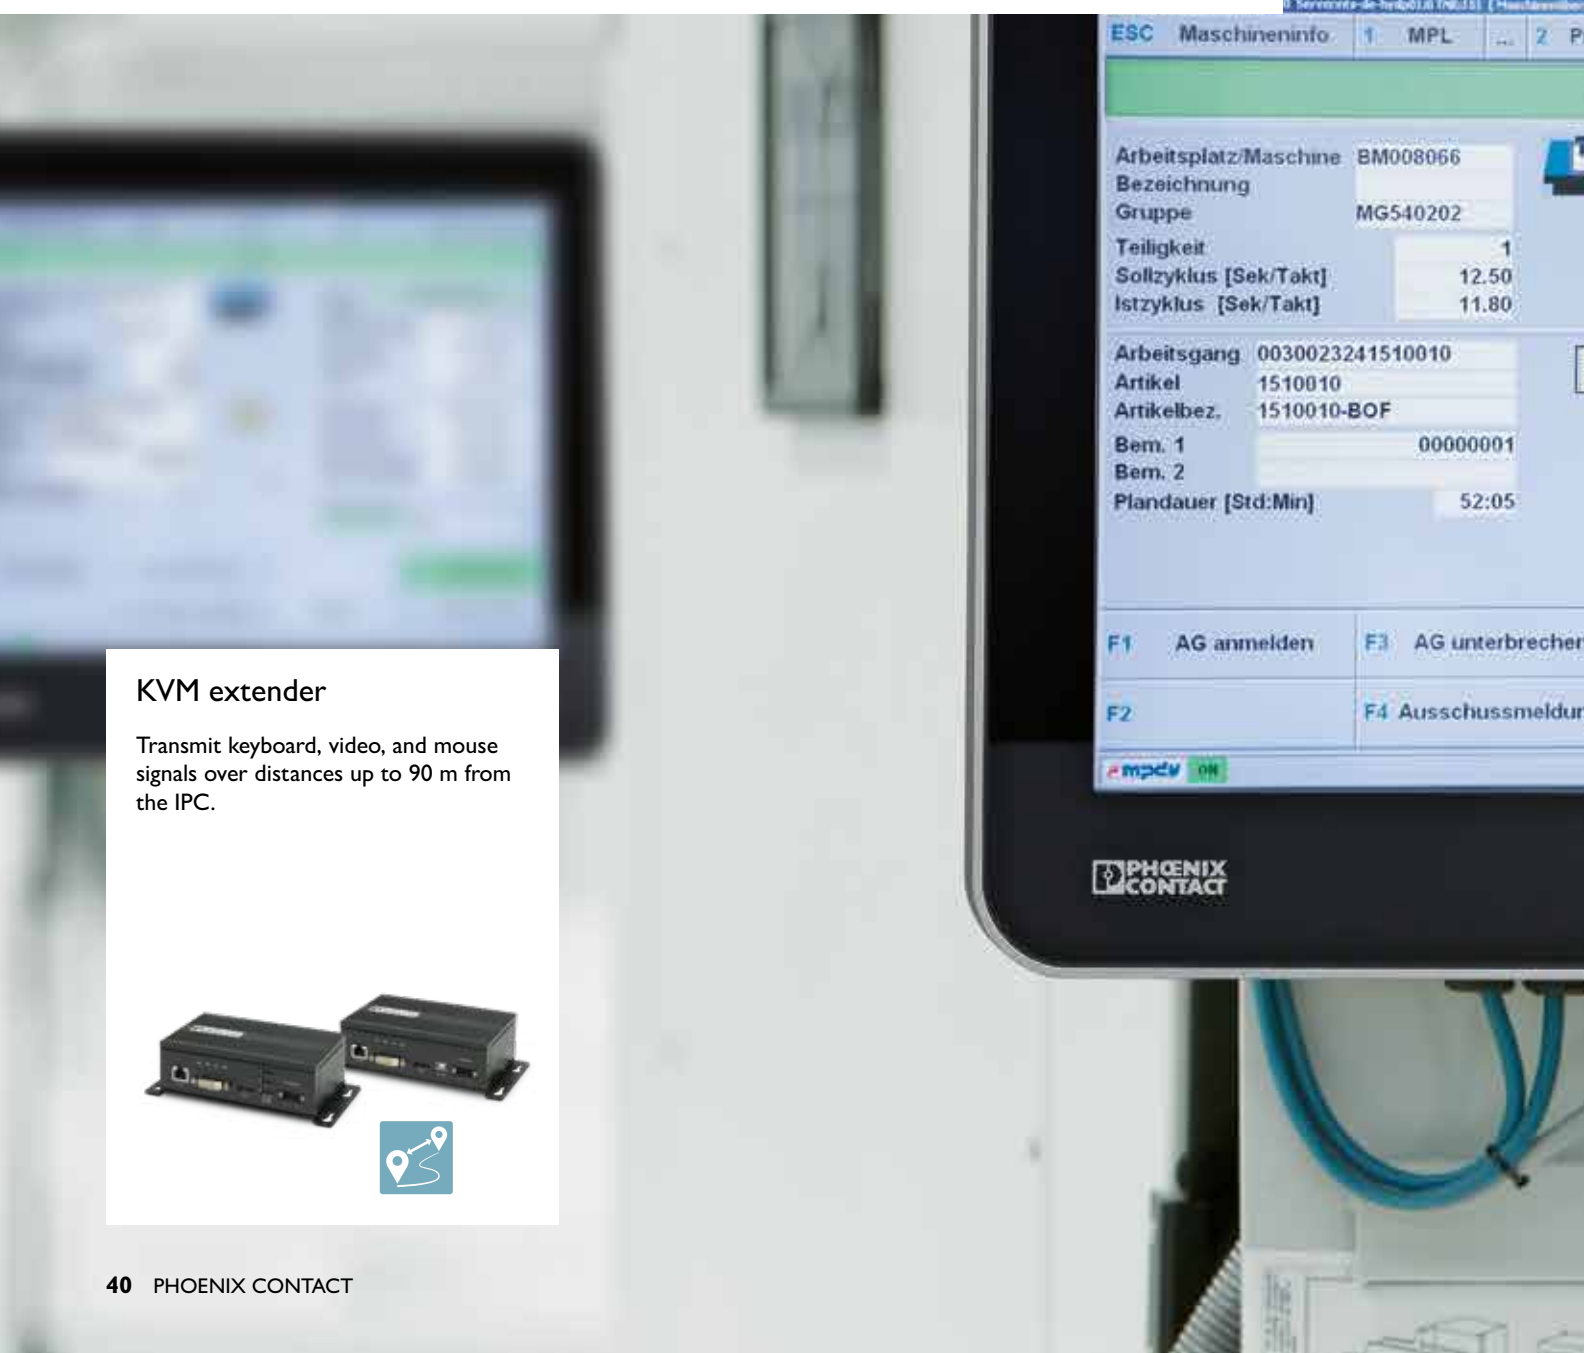 ESC Maschineninfo 1 MPL ... 2
Arbeitsplatz/Maschine BM008066
Bezeichnung
Gruppe MG540202
Teiligkeit 1
Sollzyklus [Sek/Takt] 12.50
Istzyklus [Sek/Takt] 11.80
Arbeitsgang 0030023241510010
Artikel 1510010
Artikelbez. 1510010-BOF
Bem. 1 00000001
Bem. 2
Plandauer [Std:Min] 52:05
F1 AG anmelden F3 AG unterbrechen
F2 F4 Ausschussmeldun
mpdv ON
PHŒNIX
CONTACT
KVM extender
Transmit keyboard, video, and mouse
signals over distances up to 90 m from
the IPC.
40 PHOENIX CONTACT